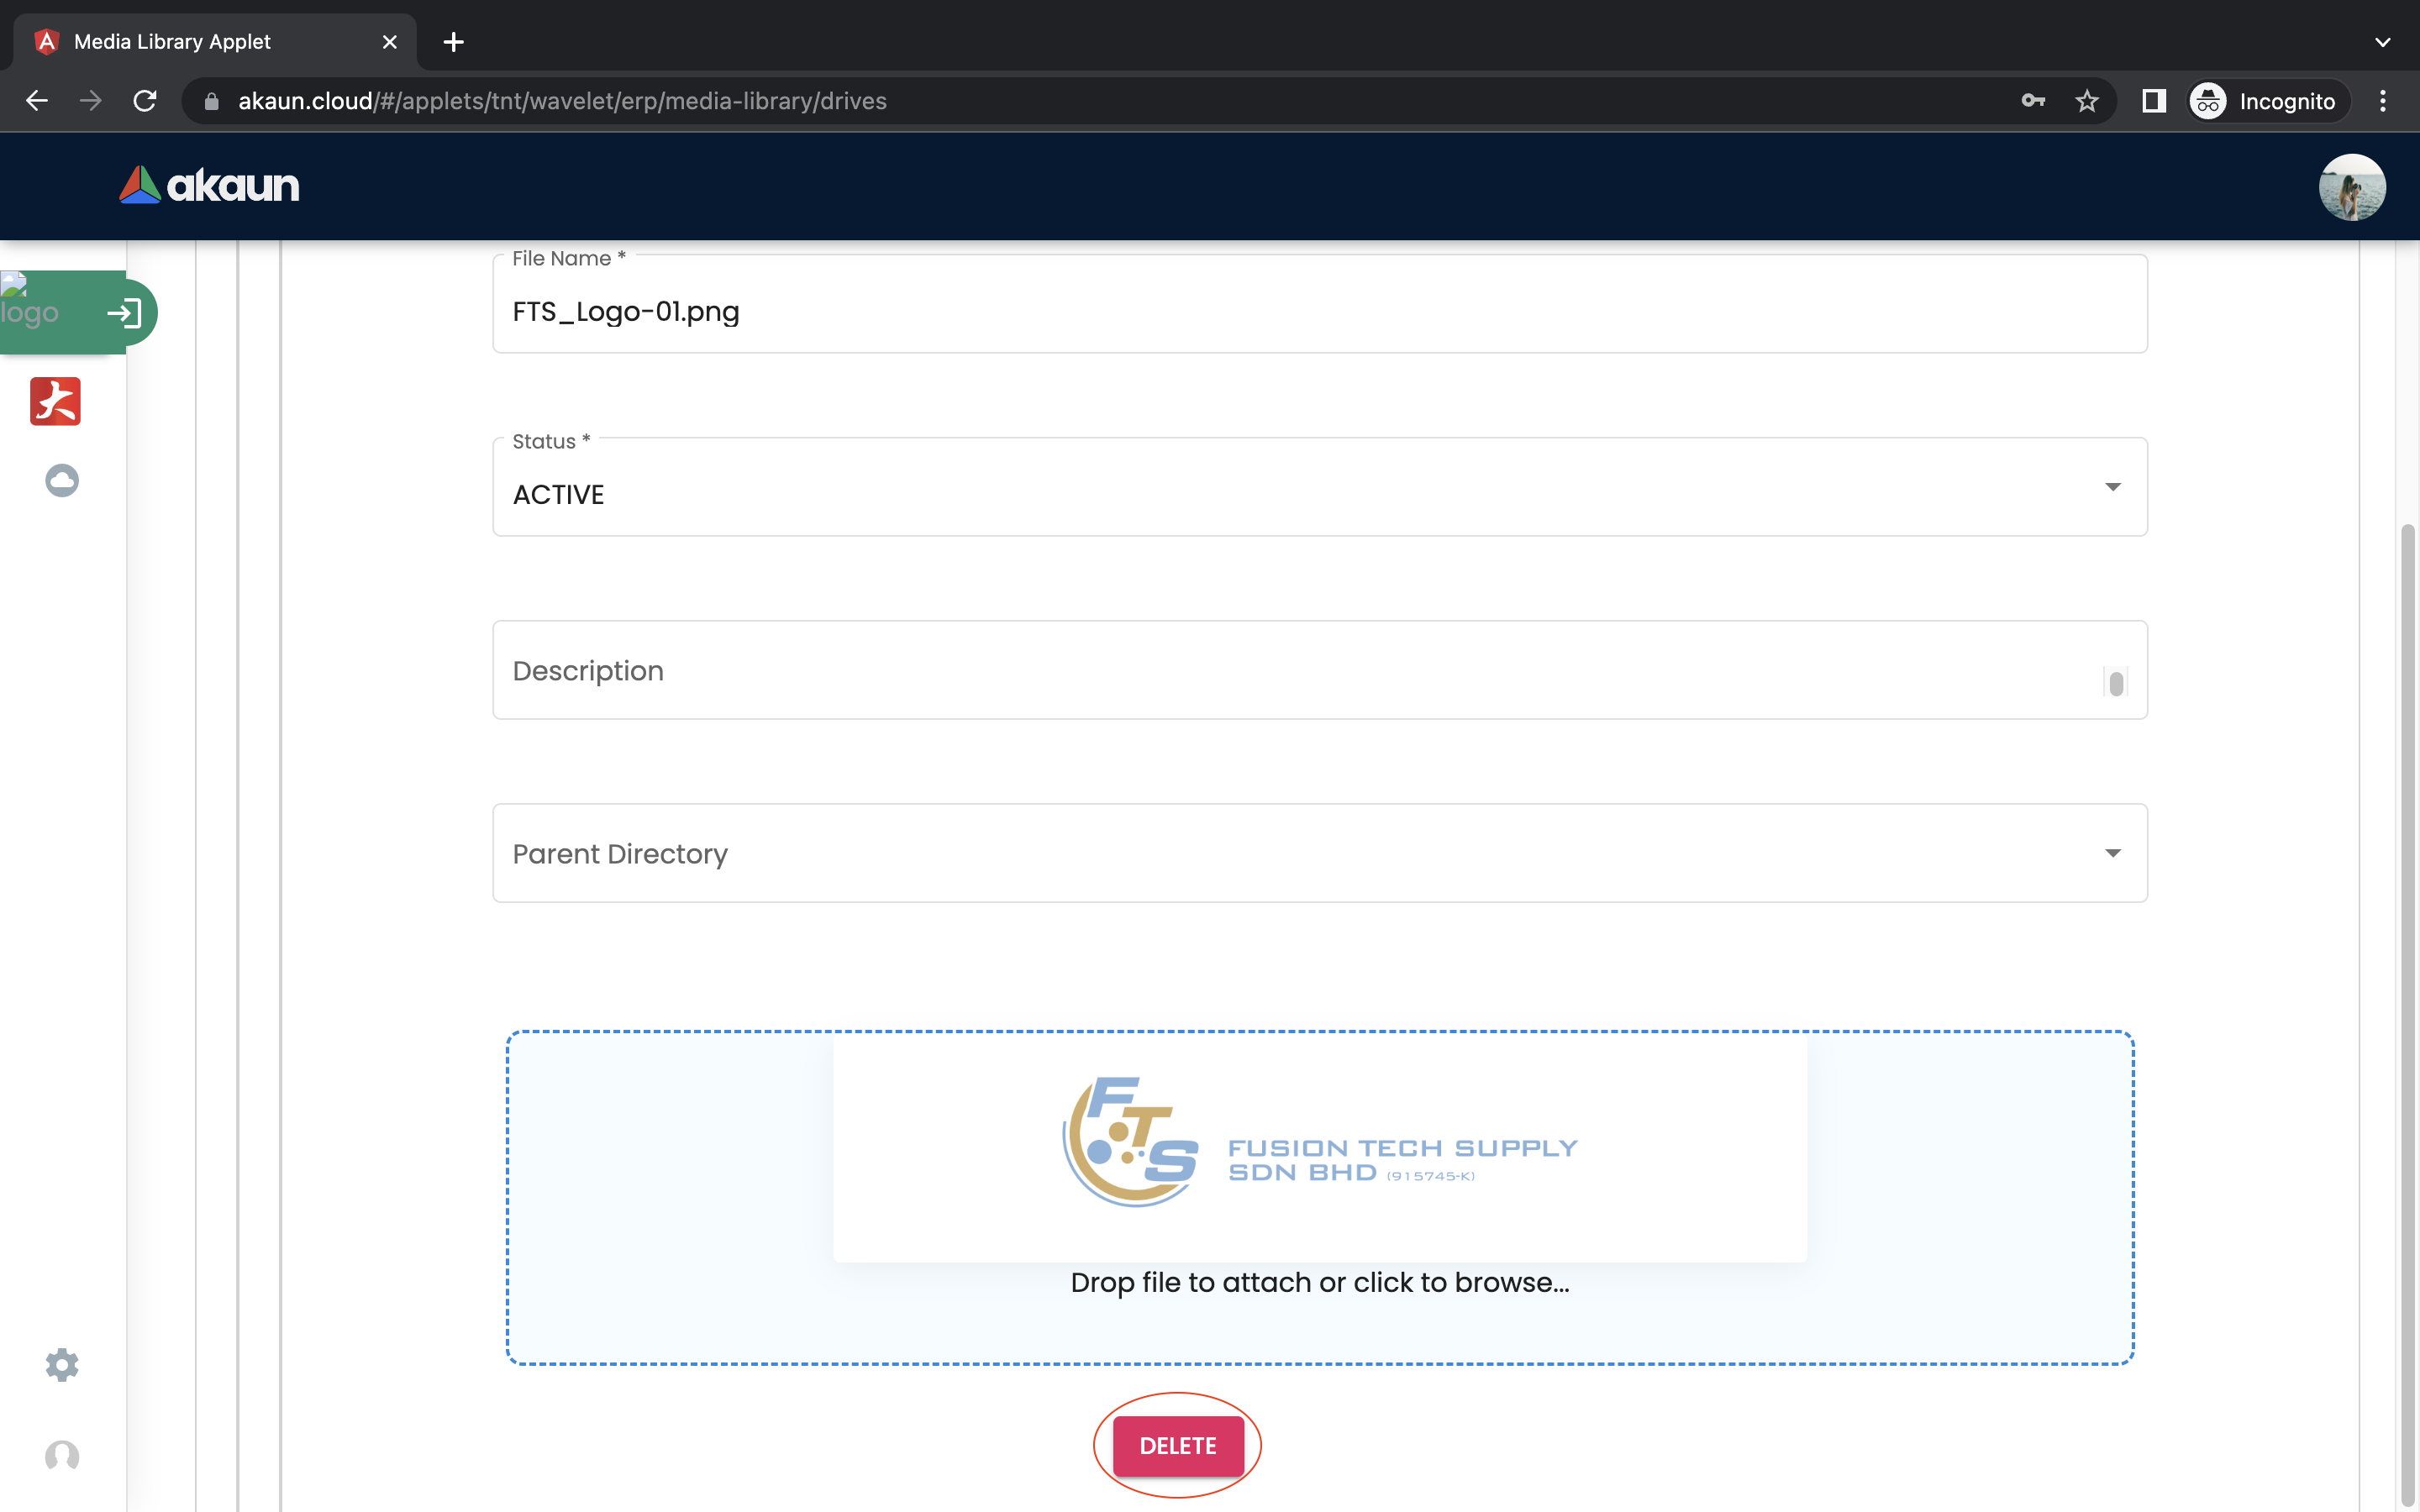 Media Library Applet
akaun.cloud/#/applets/tnt/wavelet/erp/media-library/drives
Incognito
akaun
logo
File Name *
FTS_Logo-01.png
Status *
ACTIVE
Description
Parent Directory
FTS
FUSION TECH SUPPLY
SDN BHD (915745-K)
Drop file to attach or click to browse...
DELETE